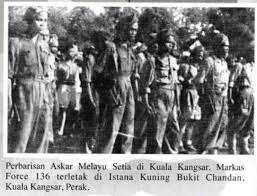 Perbarisan Askar Melayu Setia di Kuala Kangsar. Markas
Force 136 terletak di Istana Kuning Bukit Chandan,
Kuala Kangsar, Perak.